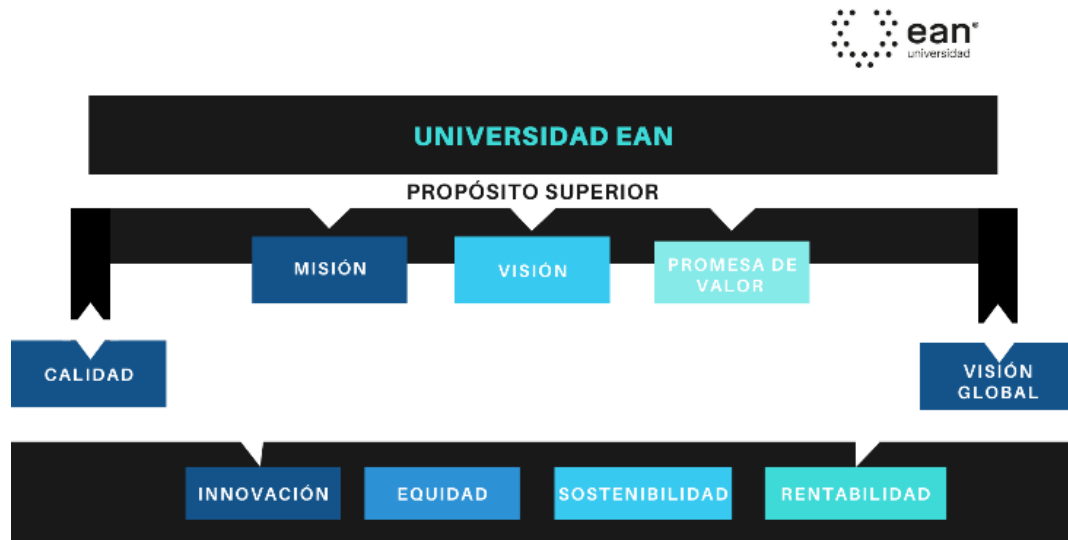 ean®
universidad
UNIVERSIDAD EAN
PROPÓSITO SUPERIOR
MISIÓN
VISIÓN
PROMESA DE
VALOR
CALIDAD
VISIÓN
GLOBAL
INNOVACIÓN
EQUIDAD
SOSTENIBILIDAD
RENTABILIDAD